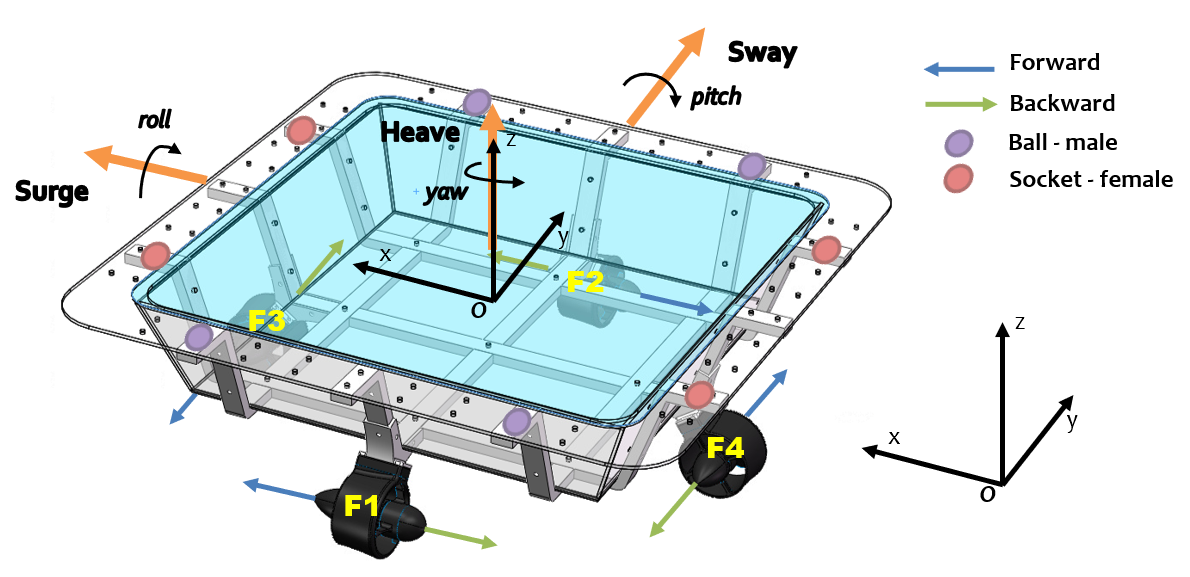 Sway
pitch
Forward
Backward
Ball - male
Socket - female
roll
Heave
z
Surge
yaw
y
x
o
F2
F3
F4
F1
z
y
x
o